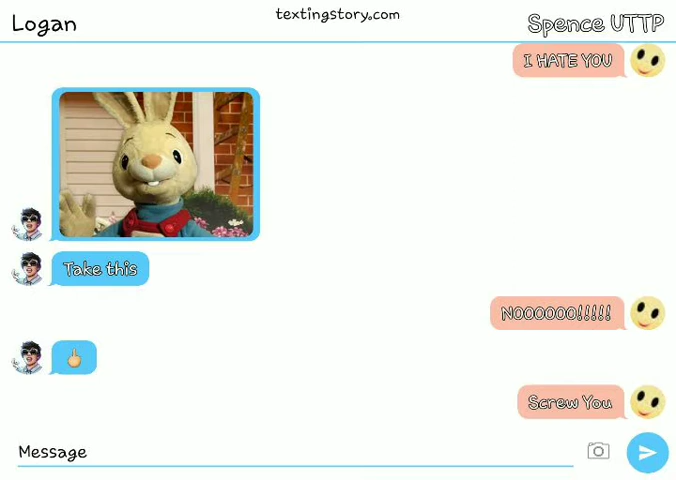 Logan
textingstory.com
Spence UTTP
I HATE YOU
Take this
NOOOOOO!!!!!
🖕🏼
Screw You
Message